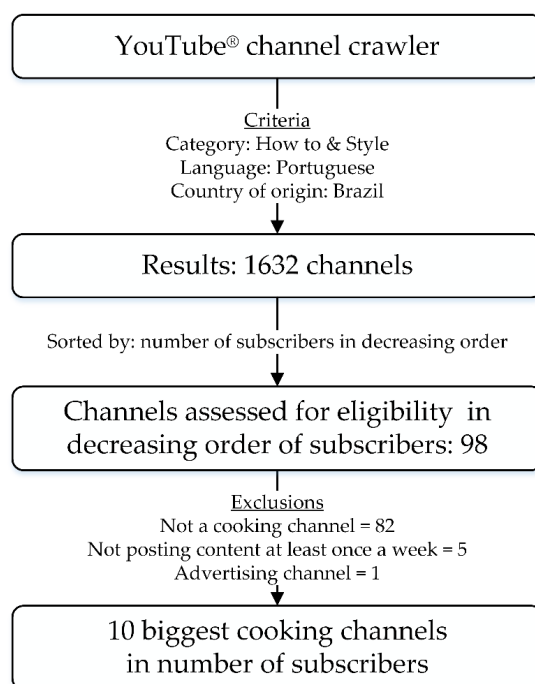 YouTube® channel crawler
Criteria
Category: How to & Style
Language: Portuguese
Country of origin: Brazil
Results: 1632 channels
Sorted by: number of subscribers in decreasing order
Channels assessed for eligibility in
decreasing order of subscribers: 98
Exclusions
Not a cooking channel = 82
Not posting content at least once a week = 5
Advertising channel = 1
10 biggest cooking channels
in number of subscribers